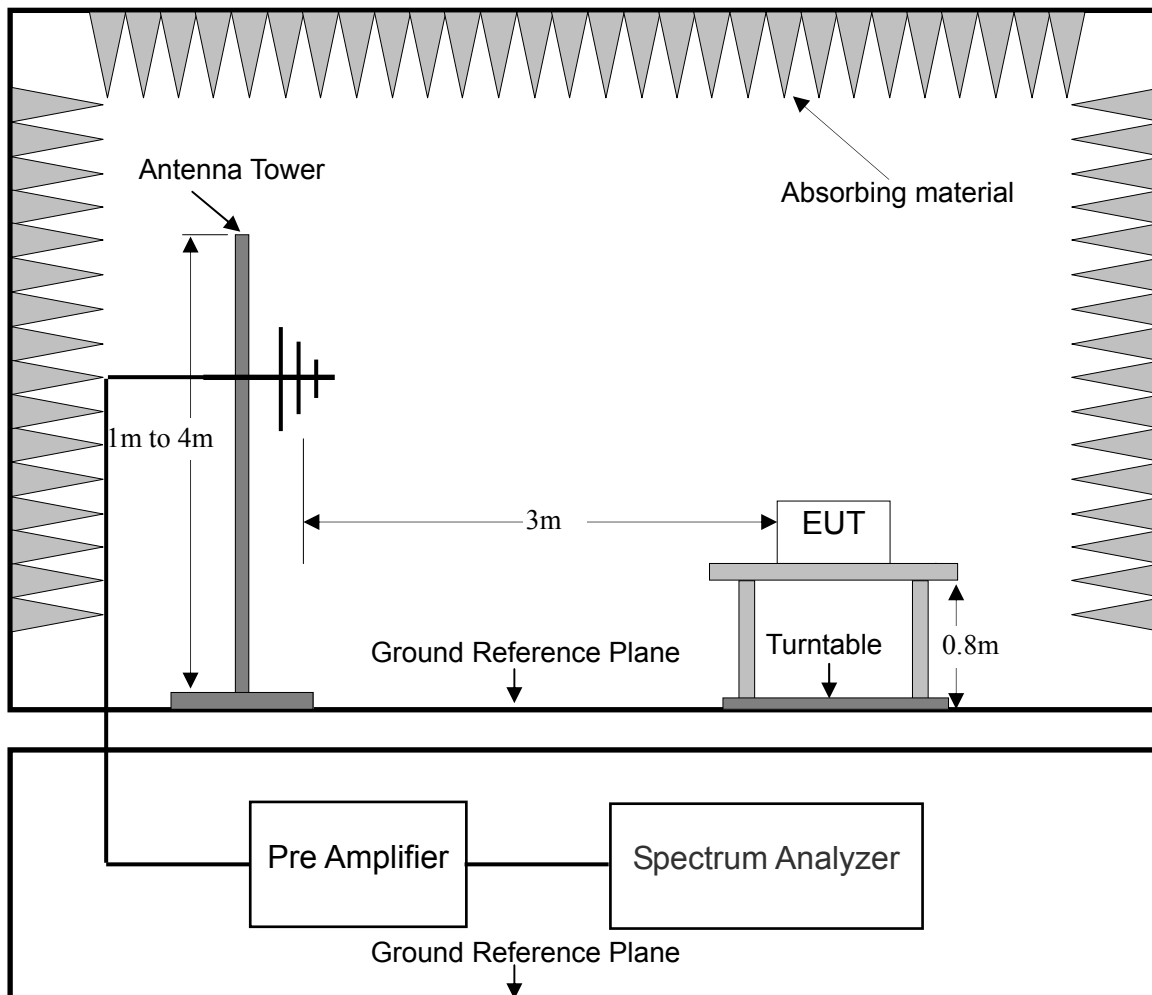 Antenna Tower
Absorbing material
1m to 4m
3m
EUT
Ground Reference Plane
Turntable
0.8m
Pre Amplifier
Spectrum Analyzer
Ground Reference Plane